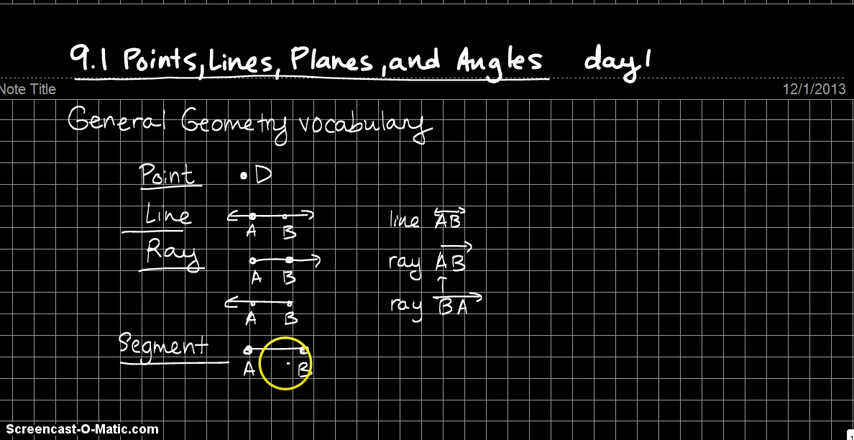 9.1 Points, Lines, Planes, and Angles day 1
Note Title 12/1/2013
General Geometry vocabulary
Point D
Line A B line AB
Ray A B ray AB
A B ray BA
Segment A B
Screencast-O-Matic.com